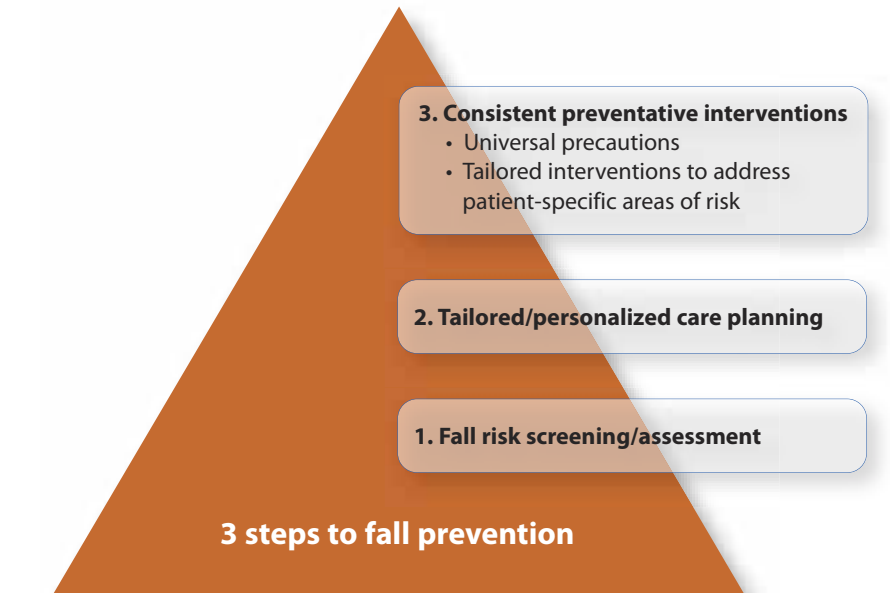 3. Consistent preventative interventions
• Universal precautions
• Tailored interventions to address
patient-specific areas of risk
2. Tailored/personalized care planning
1. Fall risk screening/assessment
3 steps to fall prevention